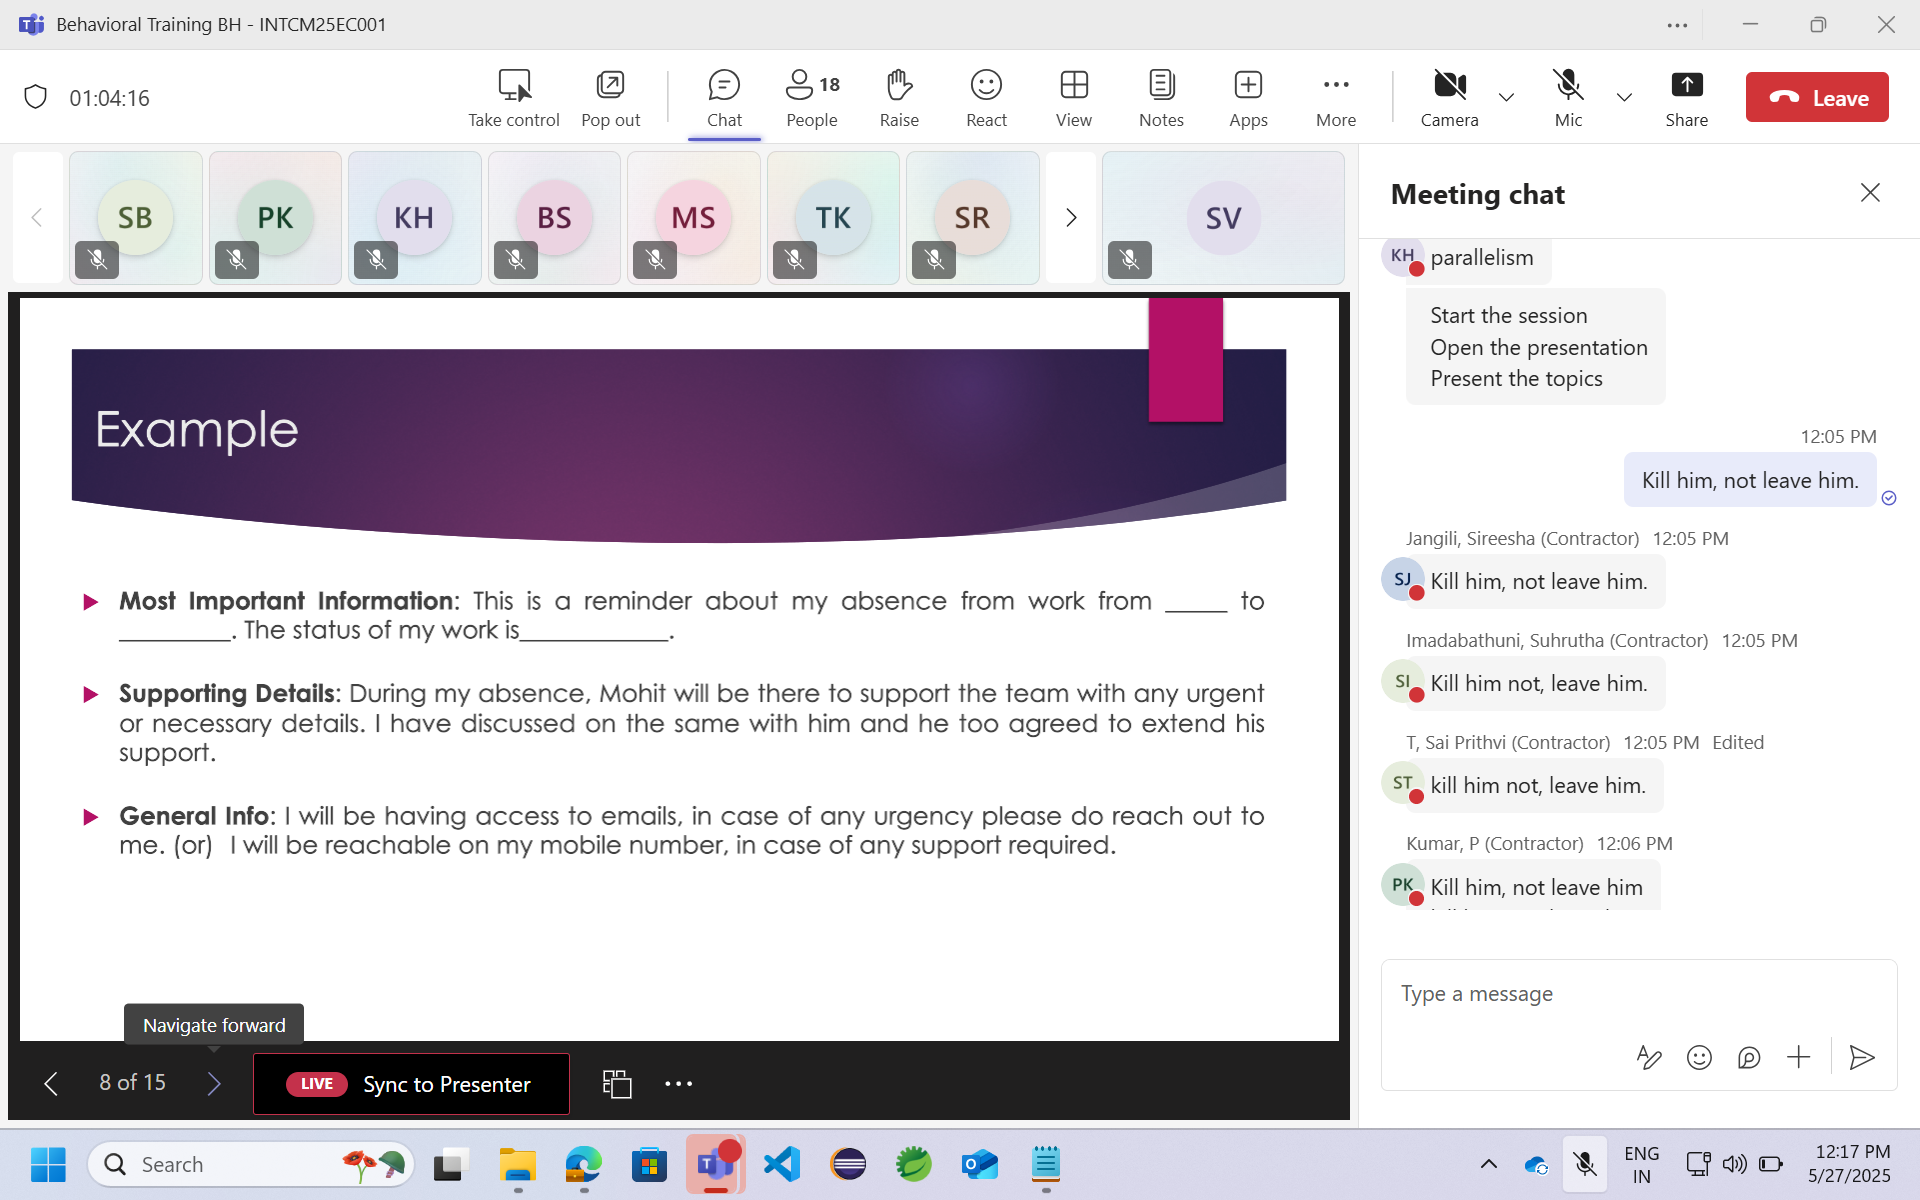 Behavioral Training BH - INTCM25EC001
01:04:16
Take control
Pop out
Chat
18
People
Raise
React
View
Notes
Apps
More
Camera
Mic
Share
Leave
SB
PK
KH
BS
MS
TK
SR
SV
Example
Most Important Information: This is a reminder about my absence from work from _____ to
_________. The status of my work is____________.
Supporting Details: During my absence, Mohit will be there to support the team with any urgent
or necessary details. I have discussed on the same with him and he too agreed to extend his
support.
General Info: I will be having access to emails, in case of any urgency please do reach out to
me. (or) I will be reachable on my mobile number, in case of any support required.
Navigate forward
8 of 15
LIVE
Sync to Presenter
Meeting chat
KH
parallelism
Start the session
Open the presentation
Present the topics
12:05 PM
Kill him, not leave him.
Jangili, Sireesha (Contractor) 12:05 PM
SJ
Kill him, not leave him.
Imadabathuni, Suhrutha (Contractor) 12:05 PM
SI
Kill him not, leave him.
T, Sai Prithvi (Contractor) 12:05 PM Edited
ST
kill him not, leave him.
Kumar, P (Contractor) 12:06 PM
PK
Kill him, not leave him
Type a message
Search
ENG
IN
12:17 PM
5/27/2025